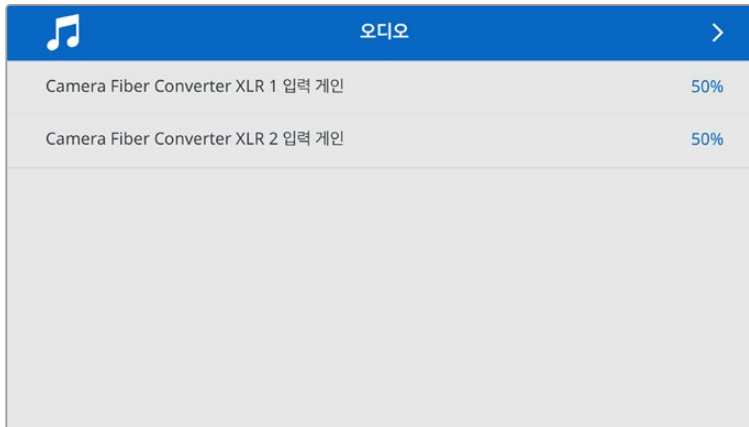 오디오
Camera Fiber Converter XLR 1 입력 게인 50%
Camera Fiber Converter XLR 2 입력 게인 50%